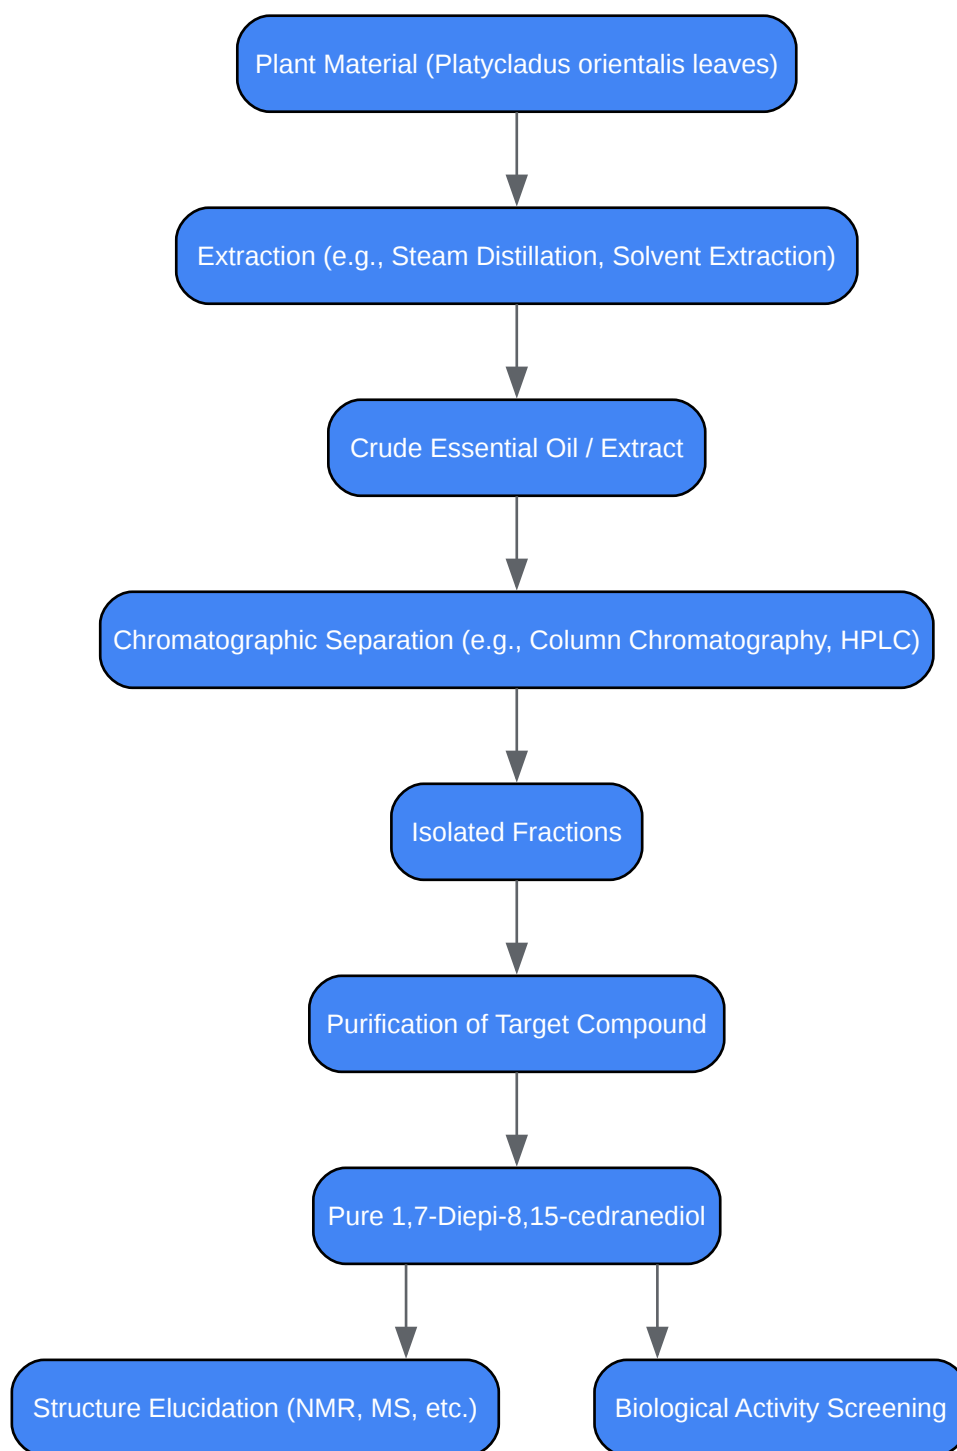 Plant Material (Platycladus orientalis leaves)
Extraction (e.g., Steam Distillation, Solvent Extraction)
Crude Essential Oil / Extract
Chromatographic Separation (e.g., Column Chromatography, HPLC)
Isolated Fractions
Purification of Target Compound
Pure 1,7-Diepi-8,15-cedranediol
Structure Elucidation (NMR, MS, etc.)
Biological Activity Screening